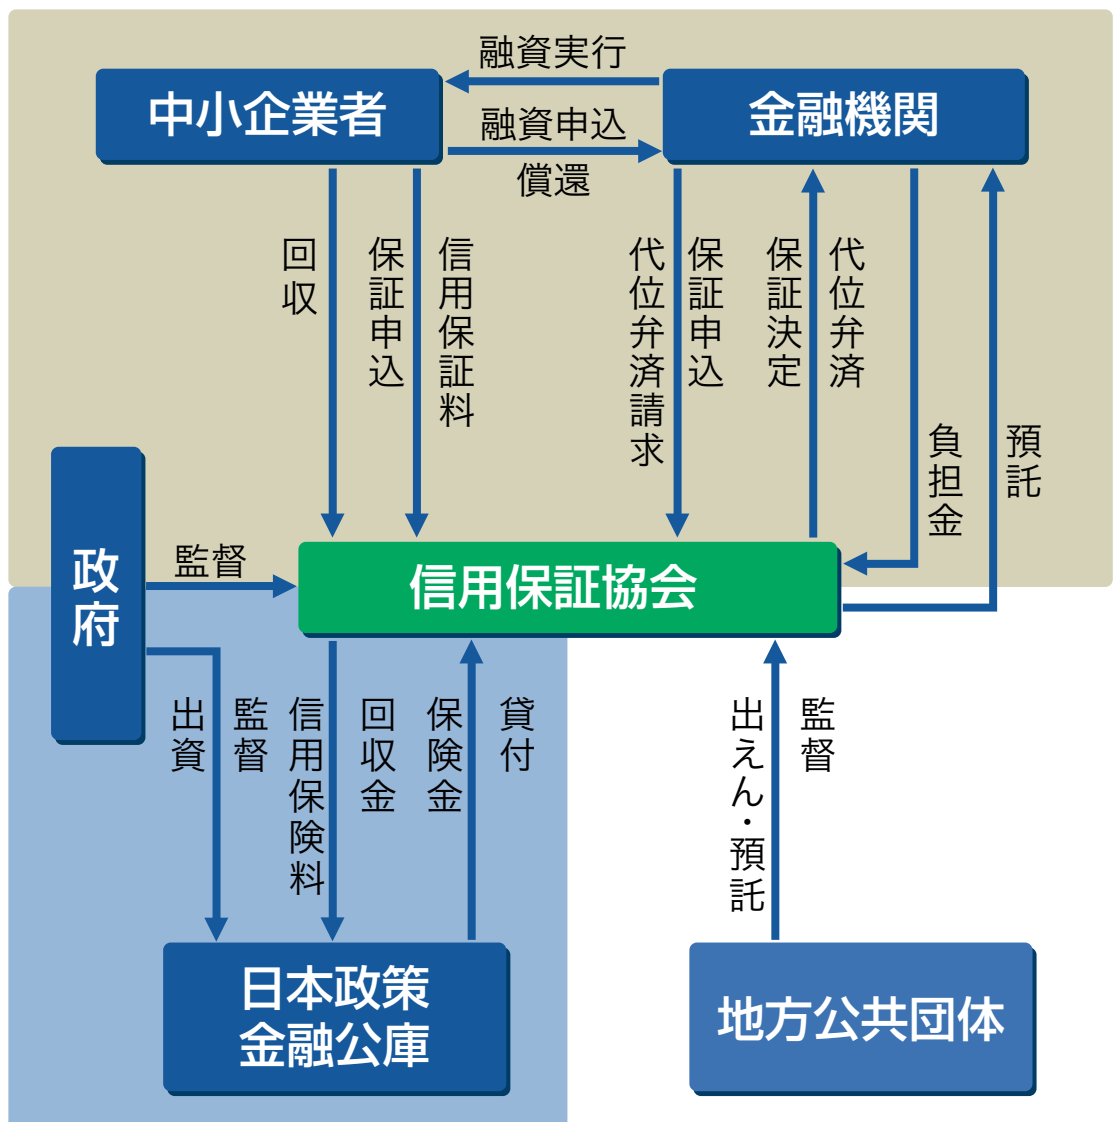 融資実行
中小企業者
金融機関
融資申込
償還
回収
保証申込
信用保証料
代位弁済請求
保証申込
保証決定
代位弁済
負担金
預託
政府
監督
信用保証協会
出資
監督
信用保険料
回収金
保険金
貸付
出えん・預託
監督
日本政策
金融公庫
地方公共団体